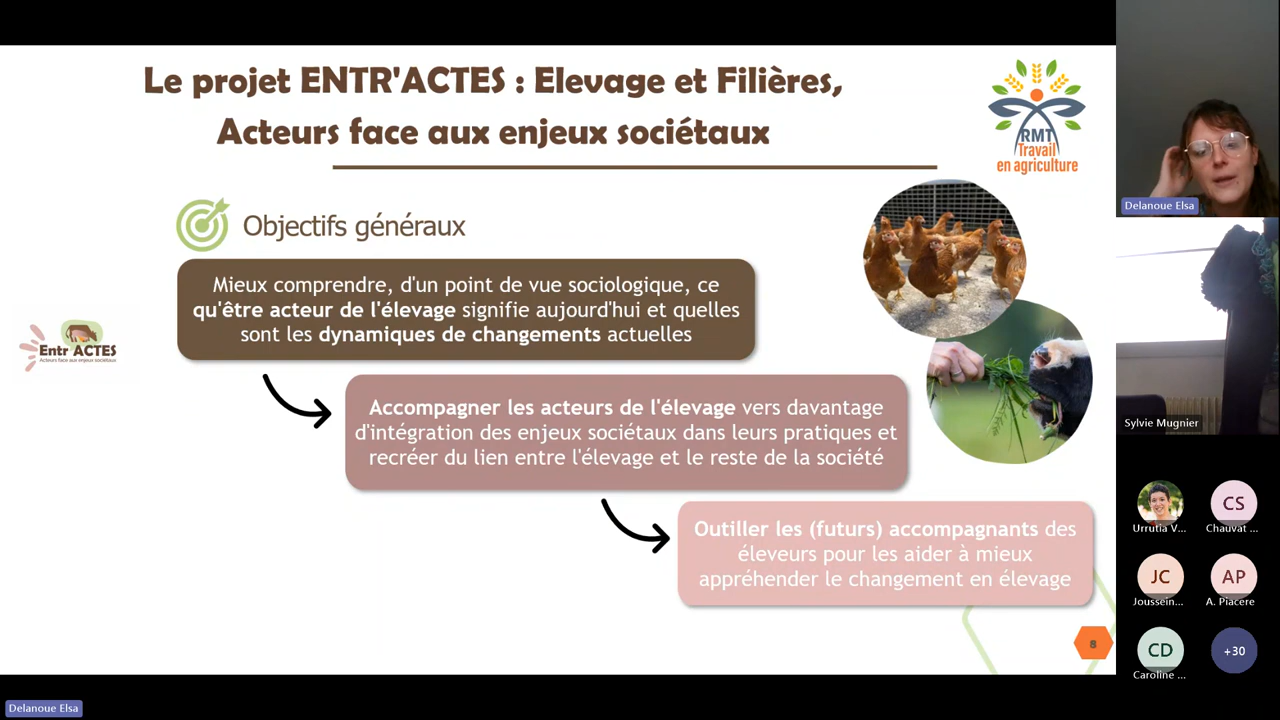 Le projet ENTR'ACTES : Elevage et Filières,
Acteurs face aux enjeux sociétaux
RMT
Travail
en agriculture
Objectifs généraux
Mieux comprendre, d'un point de vue sociologique, ce
qu'être acteur de l'élevage signifie aujourd'hui et quelles
sont les dynamiques de changements actuelles
Entr ACTES
Acteurs face aux enjeux sociétaux
Accompagner les acteurs de l'élevage vers davantage
d'intégration des enjeux sociétaux dans leurs pratiques et
recréer du lien entre l'élevage et le reste de la société
Outiller les (futurs) accompagnants des
éleveurs pour les aider à mieux
appréhender le changement en élevage
8
Delanoue Elsa
Sylvie Mugnier
Urrutia V...
CS
Chauvat ...
JC
Joussein...
AP
A. Piacere
CD
Caroline ...
+30
Delanoue Elsa